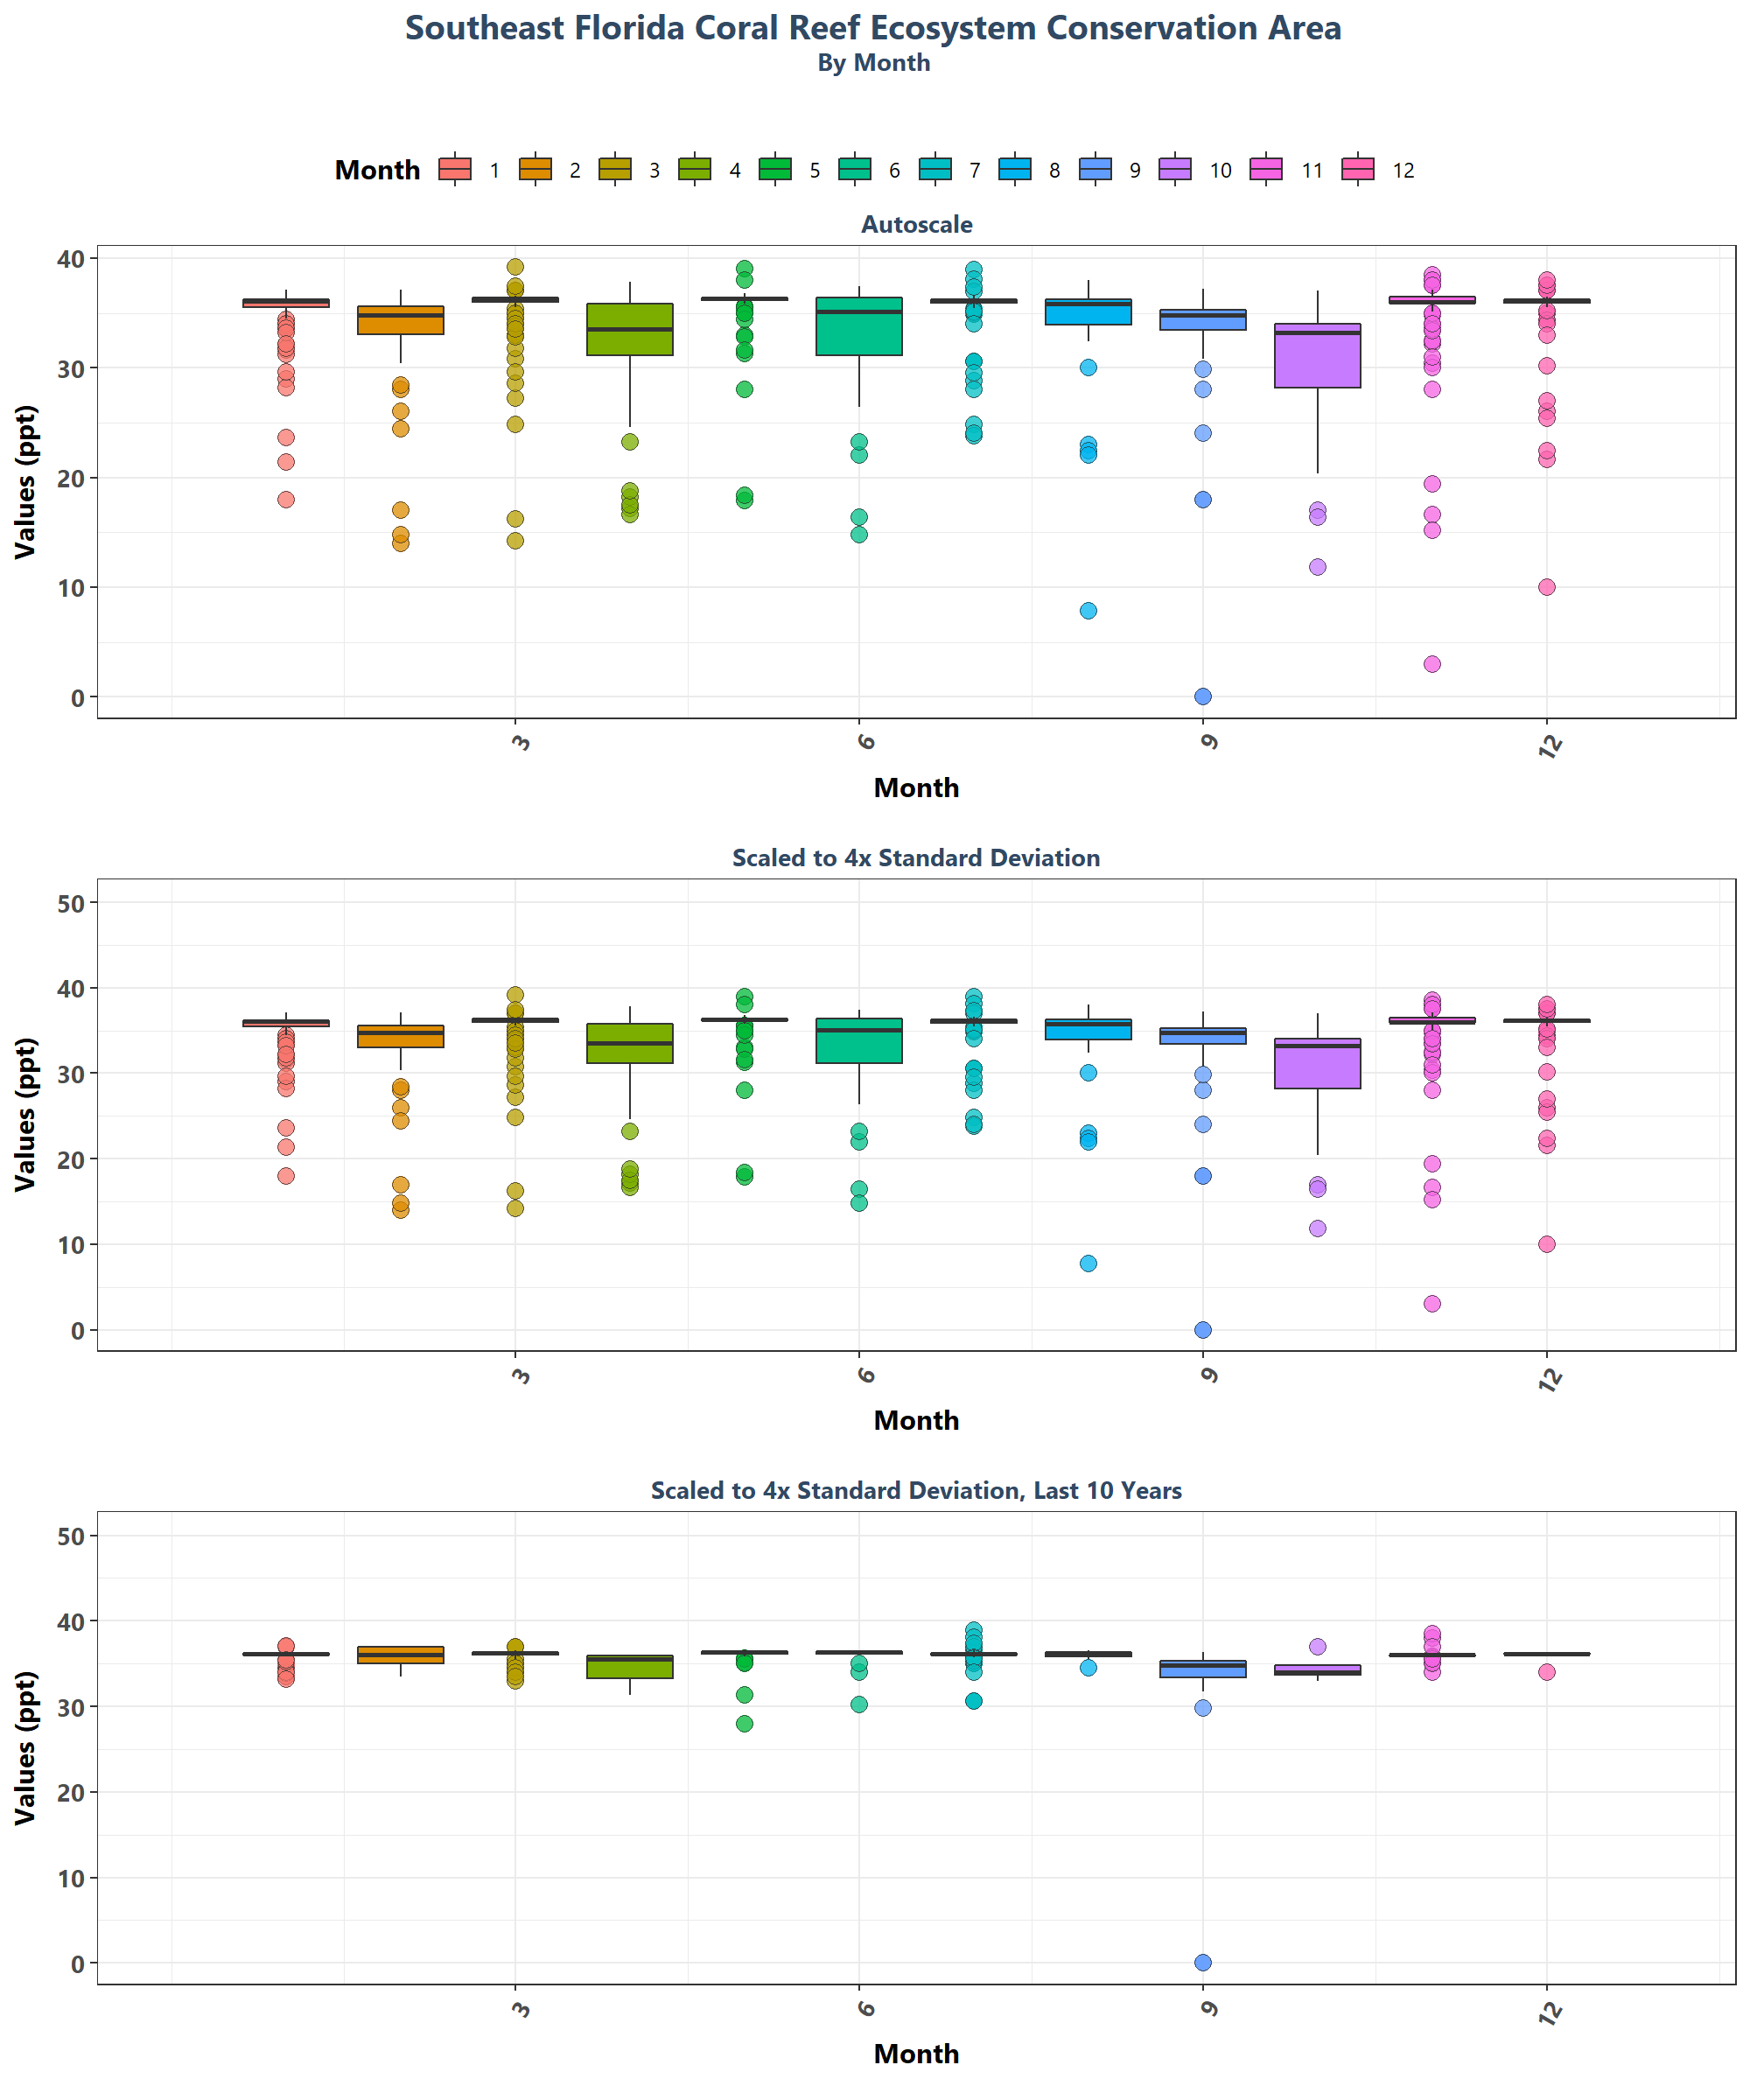 Southeast Florida Coral Reef Ecosystem Conservation Area
By Month
Month 1 2 3 4 5 6 7 8 9 10 11 12
Autoscale
Values (ppt)
40
30
20
10
0
3 6 9 12
Month
Scaled to 4x Standard Deviation
Values (ppt)
50
40
30
20
10
0
3 6 9 12
Month
Scaled to 4x Standard Deviation, Last 10 Years
Values (ppt)
50
40
30
20
10
0
3 6 9 12
Month